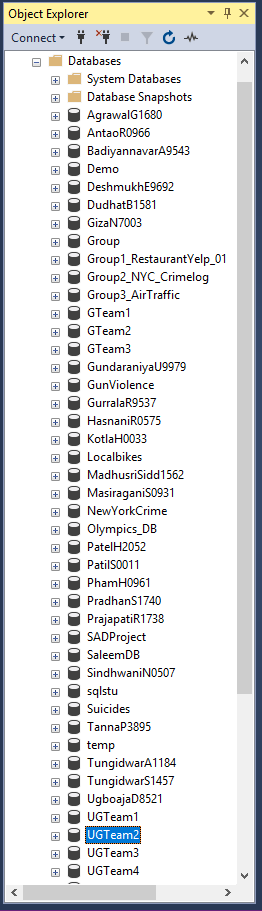 Object Explorer
Connect
Databases
System Databases
Database Snapshots
AgrawalG1680
AntaoR0966
BadiyannavarA9543
Demo
DeshmukhE9692
DudhatB1581
GizaN7003
Group
Group1_RestaurantYelp_01
Group2_NYC_Crimelog
Group3_AirTraffic
GTeam1
GTeam2
GTeam3
GundaraniyaU9979
GunViolence
GurralaR9537
HasnaniR0575
KotlaH0033
Localbikes
MadhusriSidd1562
MasiraganiS0931
NewYorkCrime
Olympics_DB
PatelH2052
PatilS0011
PhamH0961
PradhanS1740
PrajapatiR1738
SADProject
SaleemDB
SindhwaniN0507
sqlstu
Suicides
TannaP3895
temp
TungidwarA1184
TungidwarS1457
UgboajaD8521
UGTeam1
UGTeam2
UGTeam3
UGTeam4